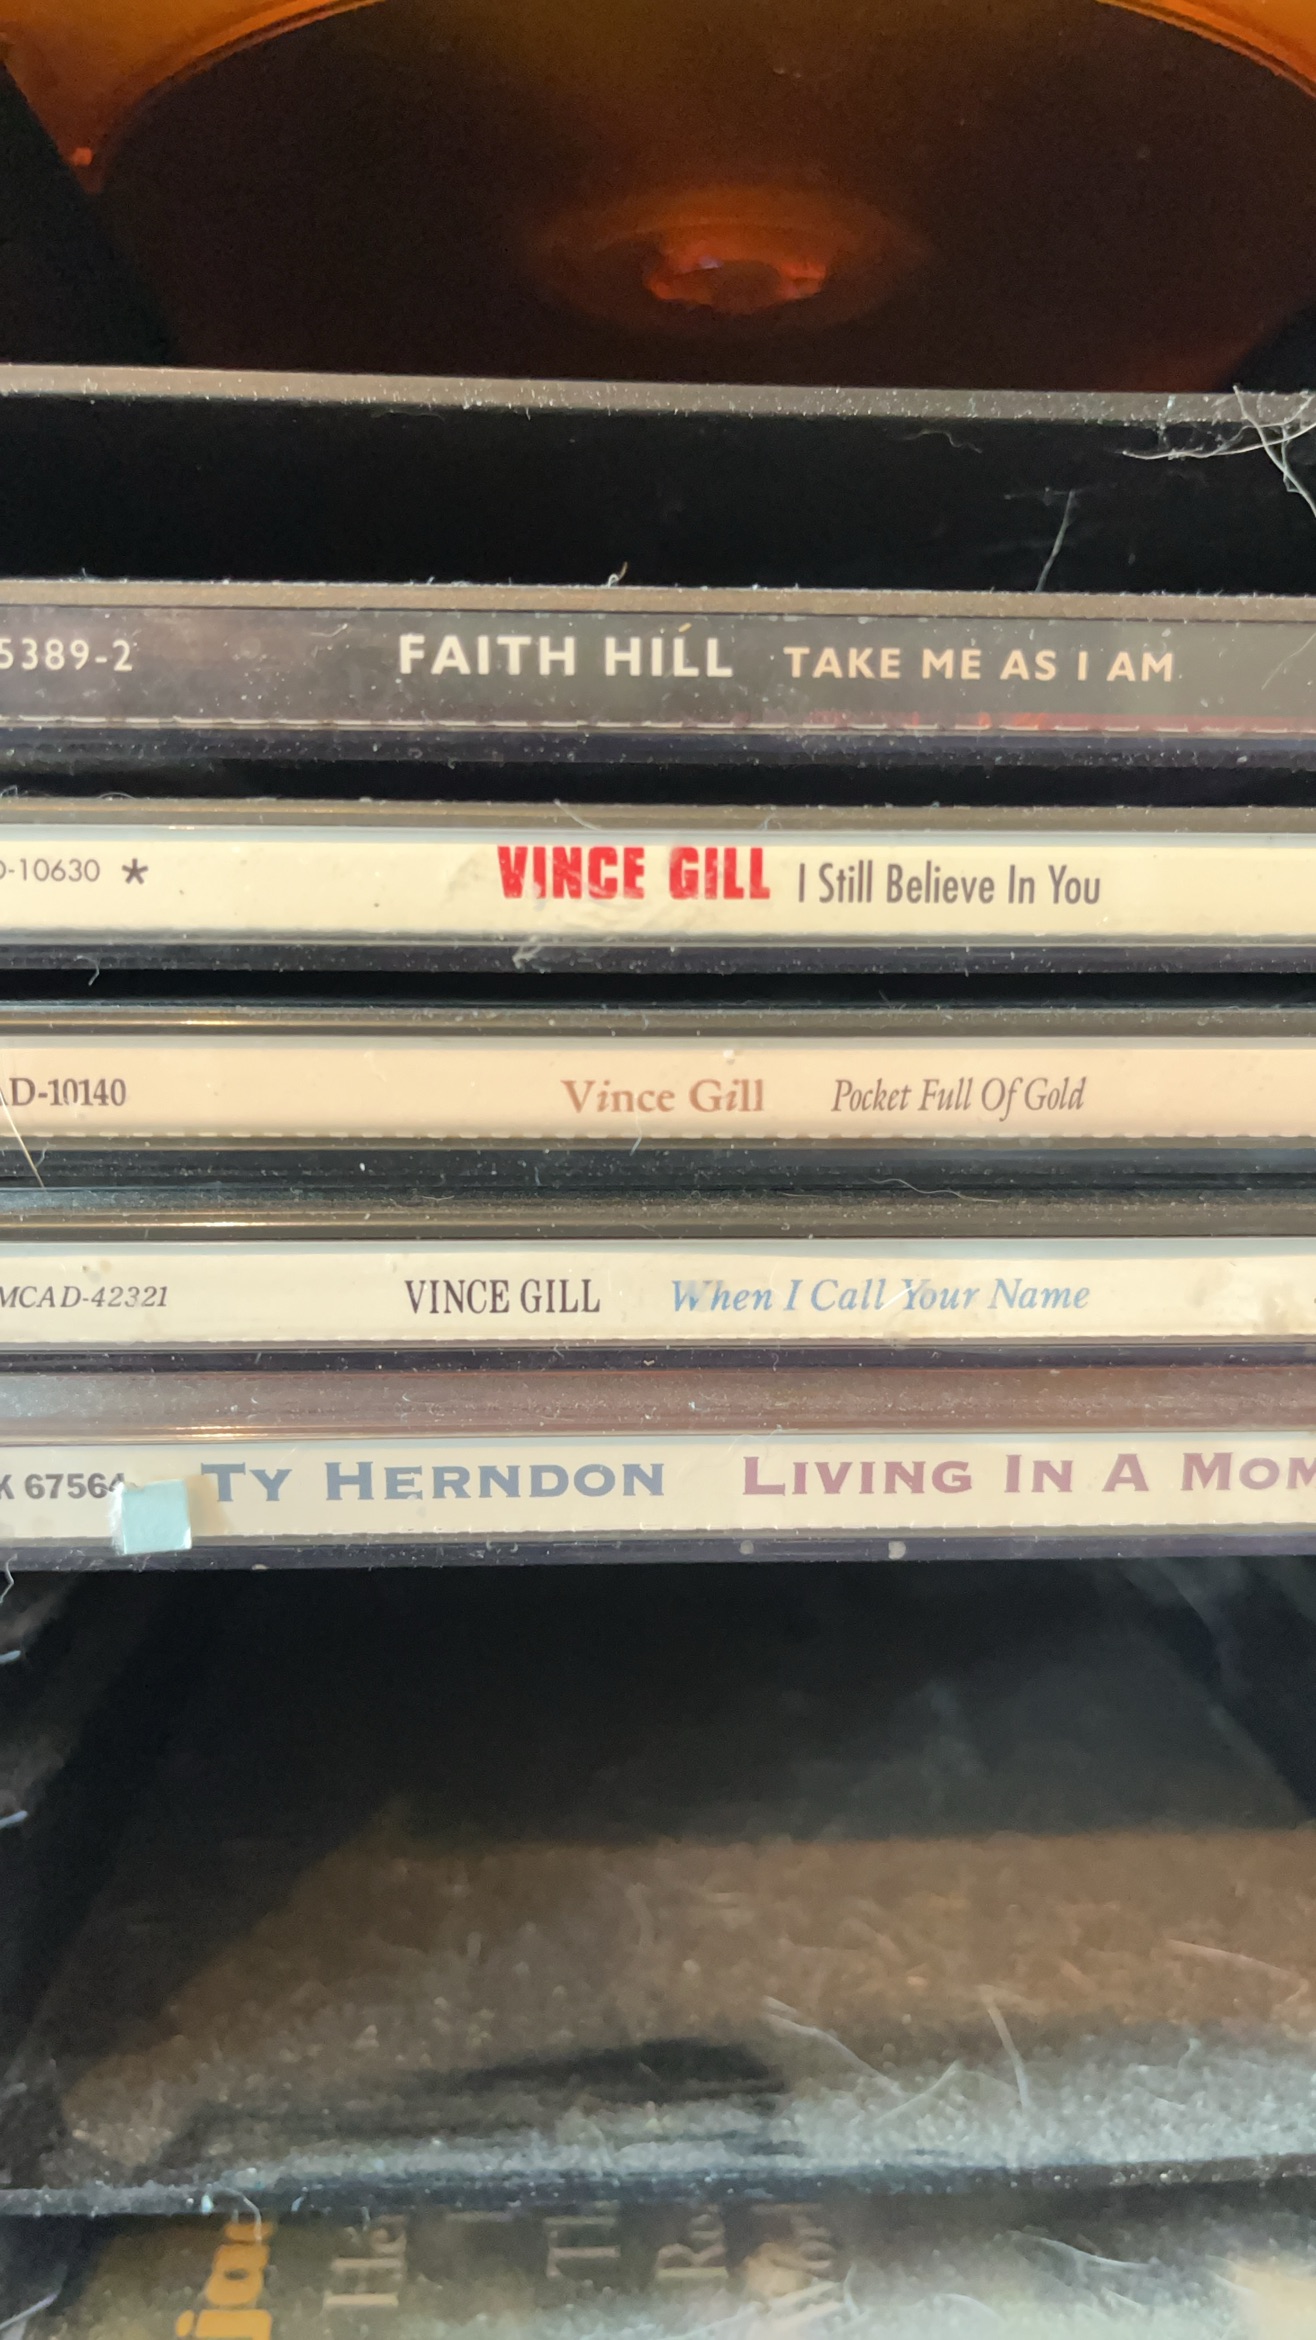 5389-2 FAITH HILL TAKE ME AS I AM
-10630 * VINCE GILL I Still Believe In You
D-10140 Vince Gill Pocket Full Of Gold
MCAD-42321 VINCE GILL When I Call Your Name
K 67564 TY HERNDON LIVING IN A MOM